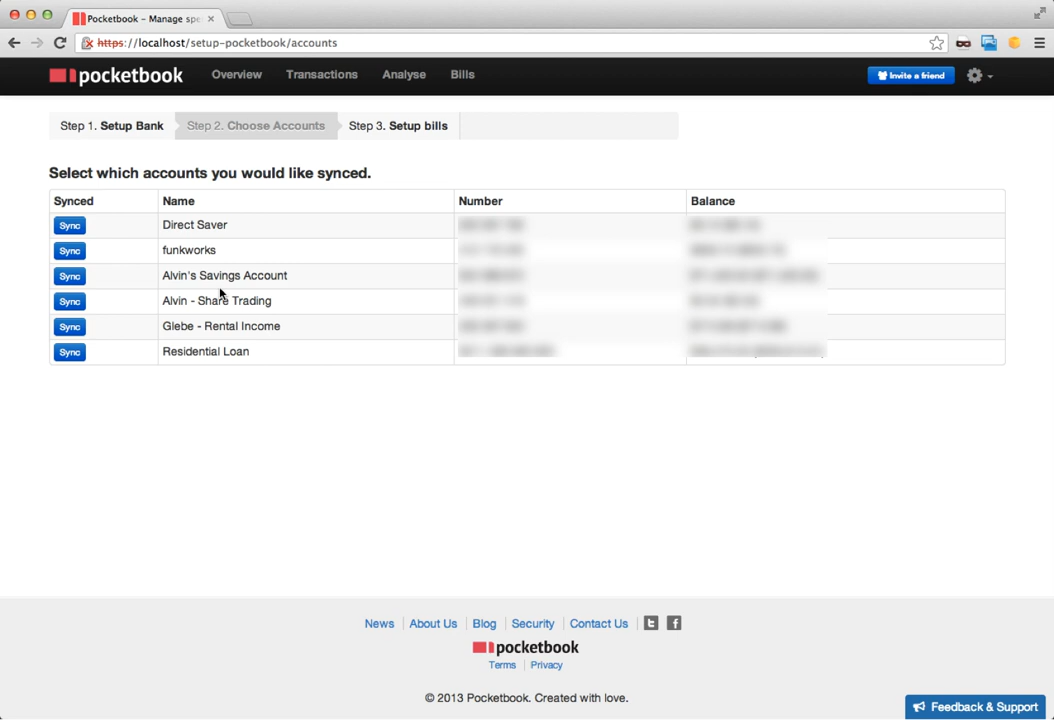 Pocketbook – Manage spe
https://localhost/setup-pocketbook/accounts
pocketbook Overview Transactions Analyse Bills Invite a friend
Step 1. Setup Bank Step 2. Choose Accounts Step 3. Setup bills
Select which accounts you would like synced.
Synced Name Number Balance
Sync Direct Saver
Sync funkworks
Sync Alvin's Savings Account
Sync Alvin - Share Trading
Sync Glebe - Rental Income
Sync Residential Loan
News About Us Blog Security Contact Us
pocketbook
Terms Privacy
© 2013 Pocketbook. Created with love.
Feedback & Support